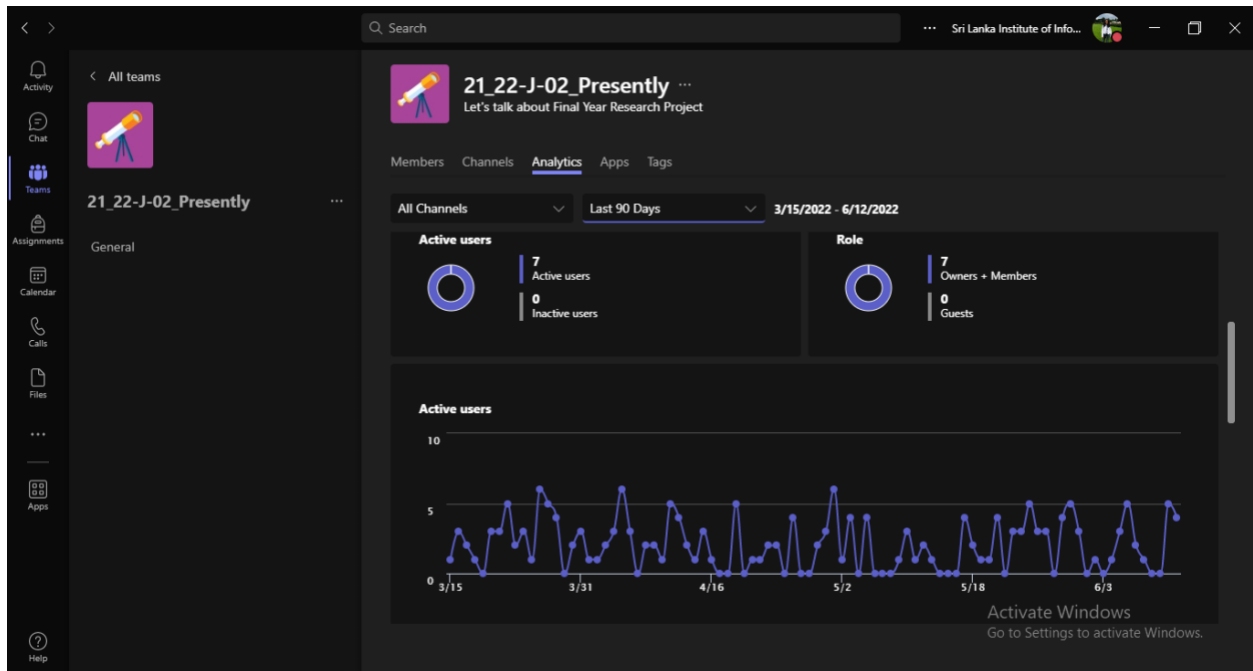 Search
Sri Lanka Institute of Info...
Activity
Chat
Teams
Assignments
Calendar
Calls
Files
Apps
Help
All teams
21_22-J-02_Presently
General
21_22-J-02_Presently
Let's talk about Final Year Research Project
Members Channels Analytics Apps Tags
All Channels Last 90 Days 3/15/2022 - 6/12/2022
Active users
7
Active users
0
Inactive users
Role
7
Owners + Members
0
Guests
Active users
10
5
0
3/15 3/31 4/16 5/2 5/18 6/3
Activate Windows
Go to Settings to activate Windows.